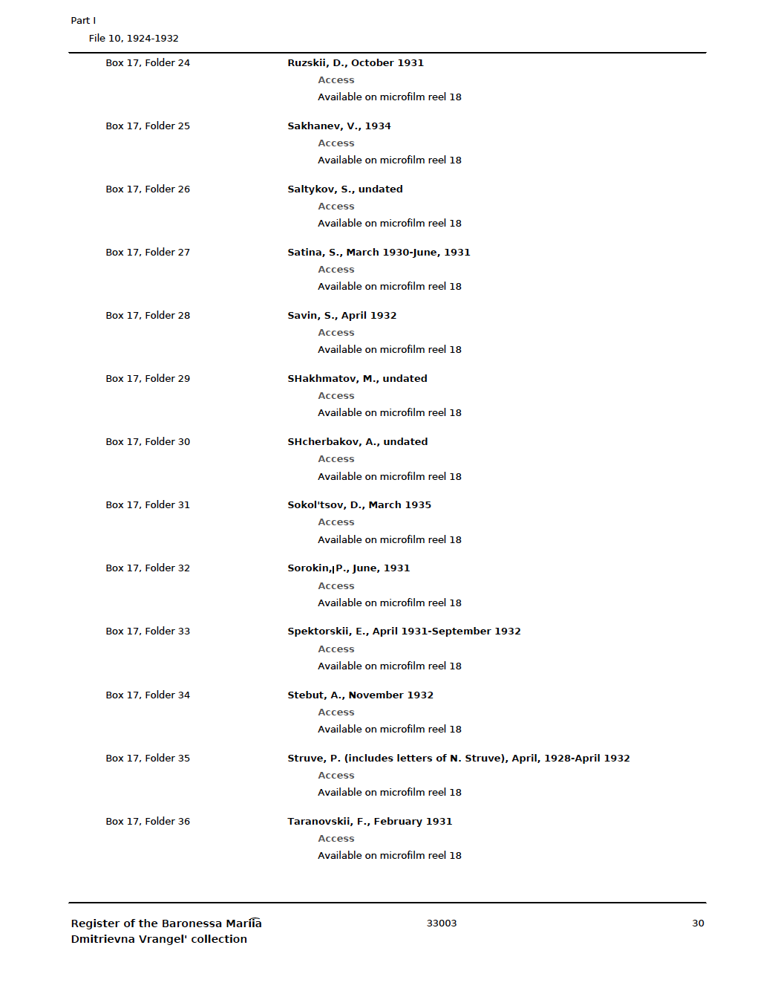 Part I
File 10, 1924-1932
Box 17, Folder 24 Ruzskii, D., October 1931
Access
Available on microfilm reel 18
Box 17, Folder 25 Sakhanev, V., 1934
Access
Available on microfilm reel 18
Box 17, Folder 26 Saltykov, S., undated
Access
Available on microfilm reel 18
Box 17, Folder 27 Satina, S., March 1930-June, 1931
Access
Available on microfilm reel 18
Box 17, Folder 28 Savin, S., April 1932
Access
Available on microfilm reel 18
Box 17, Folder 29 SHakhmatov, M., undated
Access
Available on microfilm reel 18
Box 17, Folder 30 SHcherbakov, A., undated
Access
Available on microfilm reel 18
Box 17, Folder 31 Sokol'tsov, D., March 1935
Access
Available on microfilm reel 18
Box 17, Folder 32 Sorokin, P., June, 1931
Access
Available on microfilm reel 18
Box 17, Folder 33 Spektorskii, E., April 1931-September 1932
Access
Available on microfilm reel 18
Box 17, Folder 34 Stebut, A., November 1932
Access
Available on microfilm reel 18
Box 17, Folder 35 Struve, P. (includes letters of N. Struve), April, 1928-April 1932
Access
Available on microfilm reel 18
Box 17, Folder 36 Taranovskii, F., February 1931
Access
Available on microfilm reel 18
Register of the Baronessa Marii͡a 33003 30
Dmitrievna Vrangel' collection